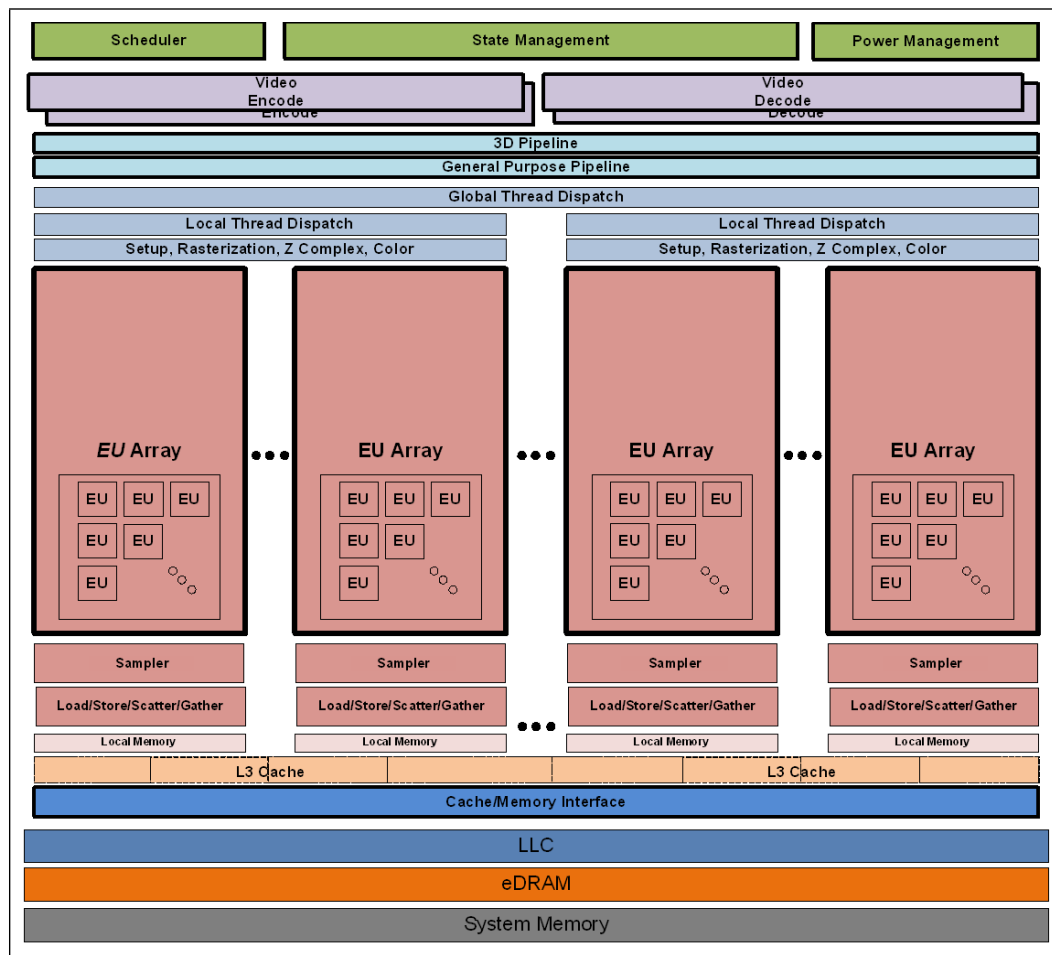 Scheduler
State Management
Power Management
Video
Encode
Encode
Video
Decode
Decode
3D Pipeline
General Purpose Pipeline
Global Thread Dispatch
Local Thread Dispatch
Local Thread Dispatch
Setup, Rasterization, Z Complex, Color
Setup, Rasterization, Z Complex, Color
EU Array
EU Array
EU Array
EU Array
EU EU EU
EU EU EU
EU EU EU
EU EU EU
EU EU
EU EU
EU EU
EU EU
EU
EU
EU
EU
Sampler
Sampler
Sampler
Sampler
Load/Store/Scatter/Gather
Load/Store/Scatter/Gather
Load/Store/Scatter/Gather
Load/Store/Scatter/Gather
Local Memory
Local Memory
Local Memory
Local Memory
L3 Cache
L3 Cache
Cache/Memory Interface
LLC
eDRAM
System Memory